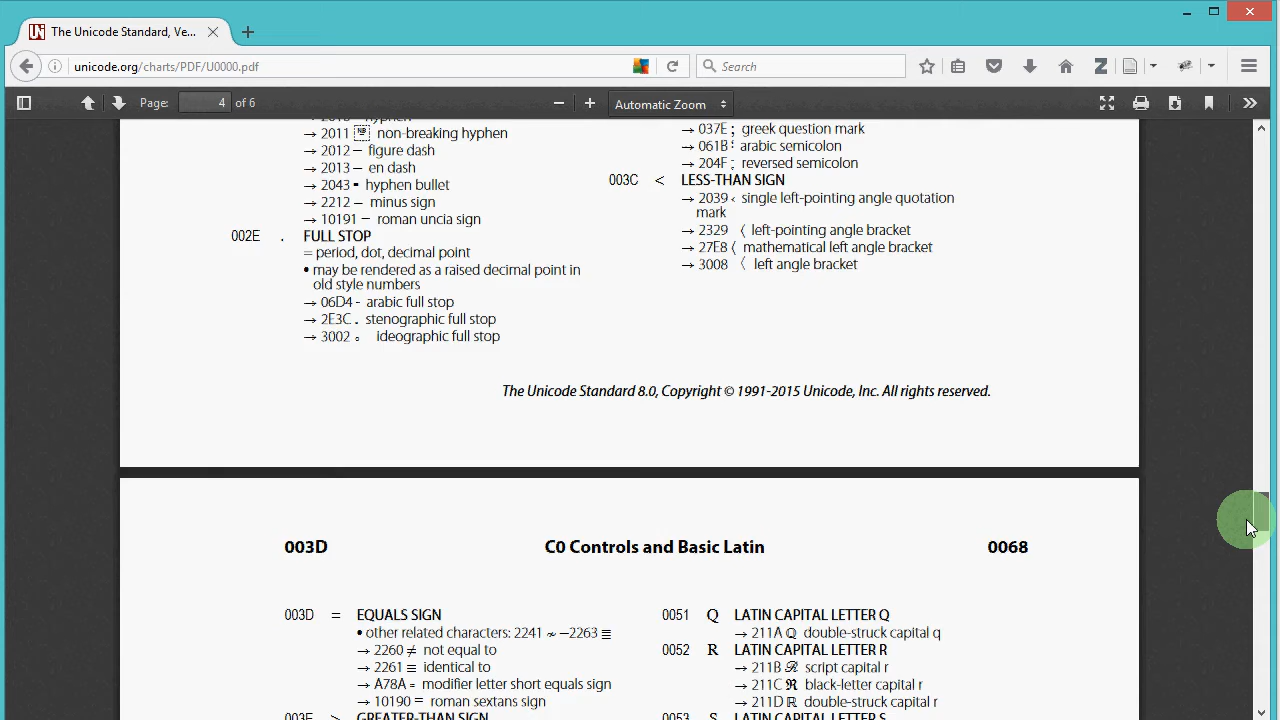 The Unicode Standard, Ve...
unicode.org/charts/PDF/U0000.pdf
Search
Page: 4 of 6
Automatic Zoom
→ 2011 non-breaking hyphen
→ 2012 – figure dash
→ 2013 – en dash
→ 2043 ⁃ hyphen bullet
→ 2212 − minus sign
→ 10191 − roman uncia sign
002E . FULL STOP
= period, dot, decimal point
• may be rendered as a raised decimal point in
old style numbers
→ 06D4 - arabic full stop
→ 2E3C . stenographic full stop
→ 3002 。 ideographic full stop
→ 037E ; greek question mark
→ 061B ؛ arabic semicolon
→ 204F ⁏ reversed semicolon
003C < LESS-THAN SIGN
→ 2039 ‹ single left-pointing angle quotation
mark
→ 2329 〈 left-pointing angle bracket
→ 27E8 ⟨ mathematical left angle bracket
→ 3008 〈 left angle bracket
The Unicode Standard 8.0, Copyright © 1991-2015 Unicode, Inc. All rights reserved.
003D C0 Controls and Basic Latin 0068
003D = EQUALS SIGN
• other related characters: 2241 ≁ –2263 ≣
→ 2260 ≠ not equal to
→ 2261 ≡ identical to
→ A78A ꞊ modifier letter short equals sign
→ 10190 = roman sextans sign
003E > GREATER-THAN SIGN
0051 Q LATIN CAPITAL LETTER Q
→ 211A ℚ double-struck capital q
0052 R LATIN CAPITAL LETTER R
→ 211B ℛ script capital r
→ 211C ℜ black-letter capital r
→ 211D ℝ double-struck capital r
0053 S LATIN CAPITAL LETTER S